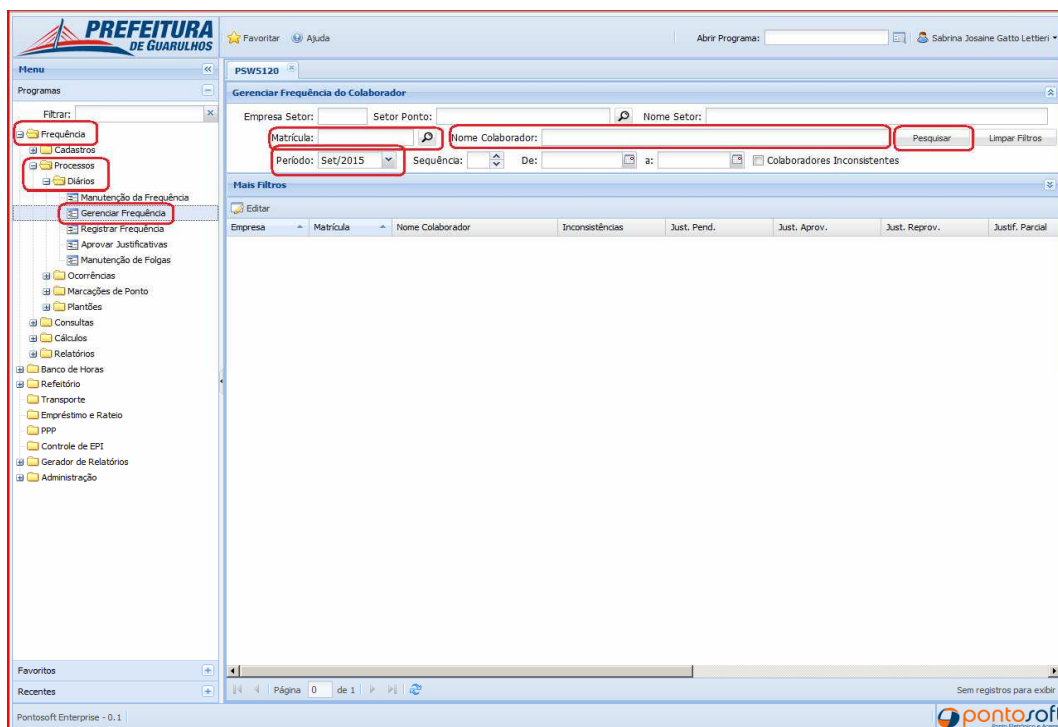 PREFEITURA
DE GUARULHOS
Favoritar Ajuda Abrir Programa: Sabrina Josaine Gatto Lettieri
Menu
PSW5120
Programas
Gerenciar Frequência do Colaborador
Filtrar:
Empresa Setor: Setor Ponto: Nome Setor:
Matrícula: Nome Colaborador: Pesquisar Limpar Filtros
Período: Set/2015 Sequência: De: a: Colaboradores Inconsistentes
Mais Filtros
Editar
Empresa Matrícula Nome Colaborador Inconsistências Just. Pend. Just. Aprov. Just. Reprov. Justif. Parcial
Frequência
Cadastros
Processos
Diários
Manutenção da Frequência
Gerenciar Frequência
Registrar Frequência
Aprovar Justificativas
Manutenção de Folgas
Ocorrências
Marcações de Ponto
Plantões
Consultas
Cálculos
Relatórios
Banco de Horas
Refeitório
Transporte
Empréstimo e Rateio
PPP
Controle de EPI
Gerador de Relatórios
Administração
Favoritos
Recentes
Página 0 de 1 Sem registros para exibir
Pontosoft Enterprise - 0.1
pontosoft